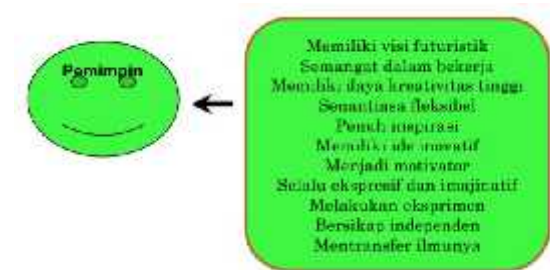 Pemimpin
Memiliki visi futuristik
Semangat dalam bekerja
Memiliki daya kreativitas tinggi
Senantiasa fleksibel
Penuh inspirasi
Memiliki ide inovatif
Menjadi motivator
Selalu ekspresif dan imajinatif
Melakukan eksprimen
Bersikap independen
Mentransfer ilmunya